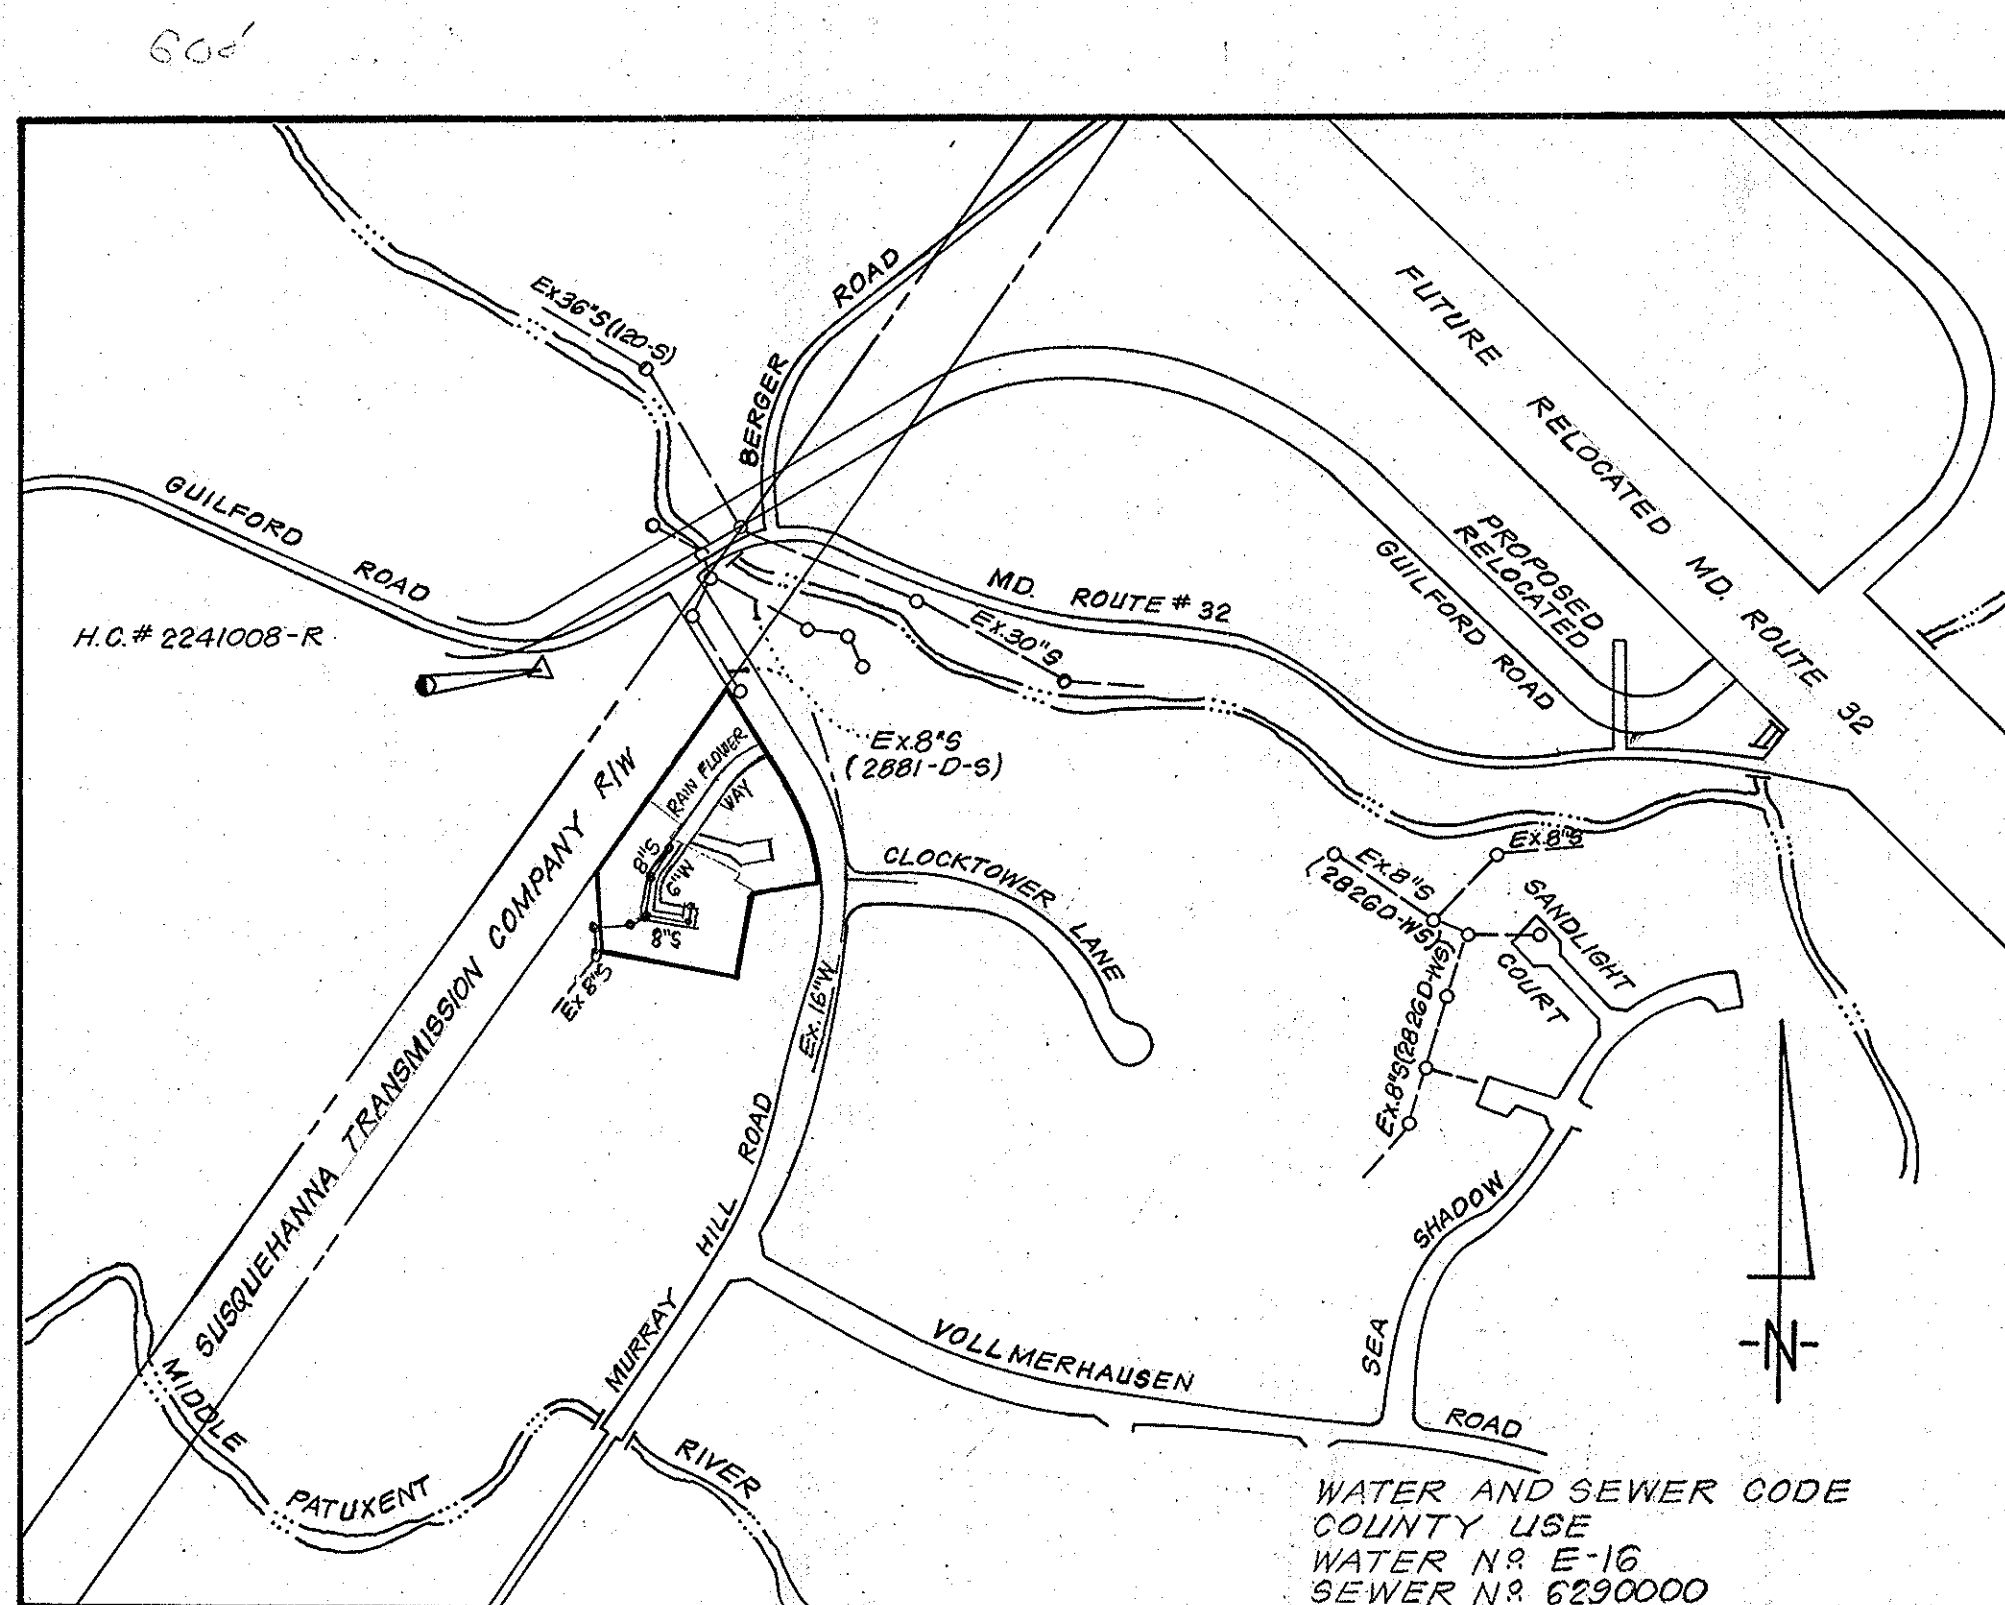 600'
Ex.36"S(120-S)
BERGER ROAD
FUTURE RELOCATED MD. ROUTE 32
GUILFORD ROAD
PROPOSED
RELOCATED
GUILFORD ROAD
MD. ROUTE # 32
H.C.# 2241008-R
Ex.30"S
Ex.8"S
(2881-D-S)
RAIN FLOWER
WAY
8"S
6"W
8"S
Ex 8"S
SUSQUEHANNA TRANSMISSION COMPANY R/W
CLOCKTOWER LANE
Ex.8"S
Ex.8"S
(2826D-WS)
SANDLIGHT
COURT
Ex.8"S(2826D-WS)
Ex. 16"W
MURRAY HILL ROAD
SEA SHADOW
VOLLMERHAUSEN ROAD
MIDDLE PATUXENT RIVER
N
WATER AND SEWER CODE
COUNTY USE
WATER Nº E-16
SEWER Nº 6290000